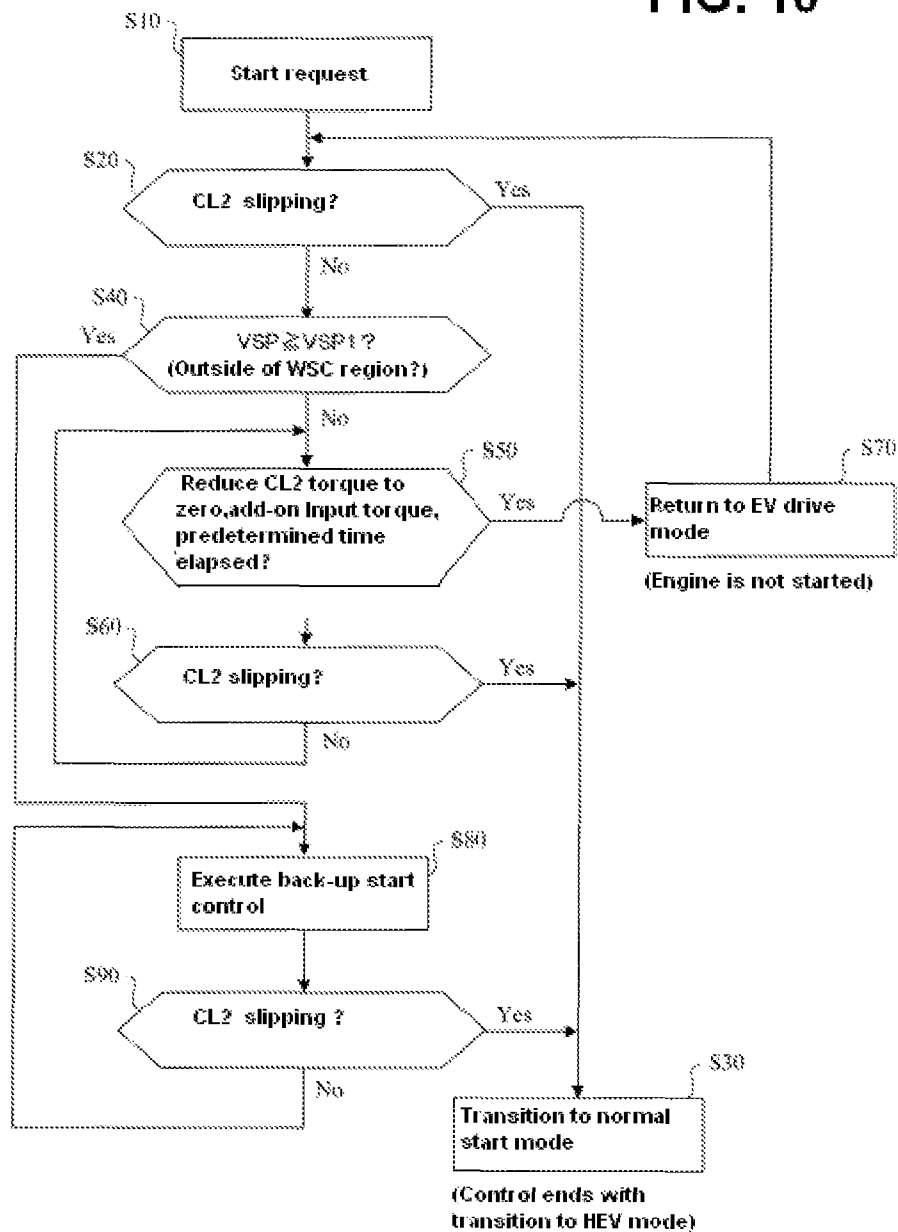 FIG. 10
S10
Start request
S20
CL2 slipping?
Yes
No
S40
Yes
VSP≧VSP1?
(Outside of WSC region?)
No
S50
Reduce CL2 torque to
zero,add-on Input torque,
predetermined time
elapsed?
Yes
S70
Return to EV drive
mode
(Engine is not started)
S60
CL2 slipping?
Yes
No
S80
Execute back-up start
control
S90
CL2 slipping ?
Yes
No
S30
Transition to normal
start mode
(Control ends with
transition to HEV mode)